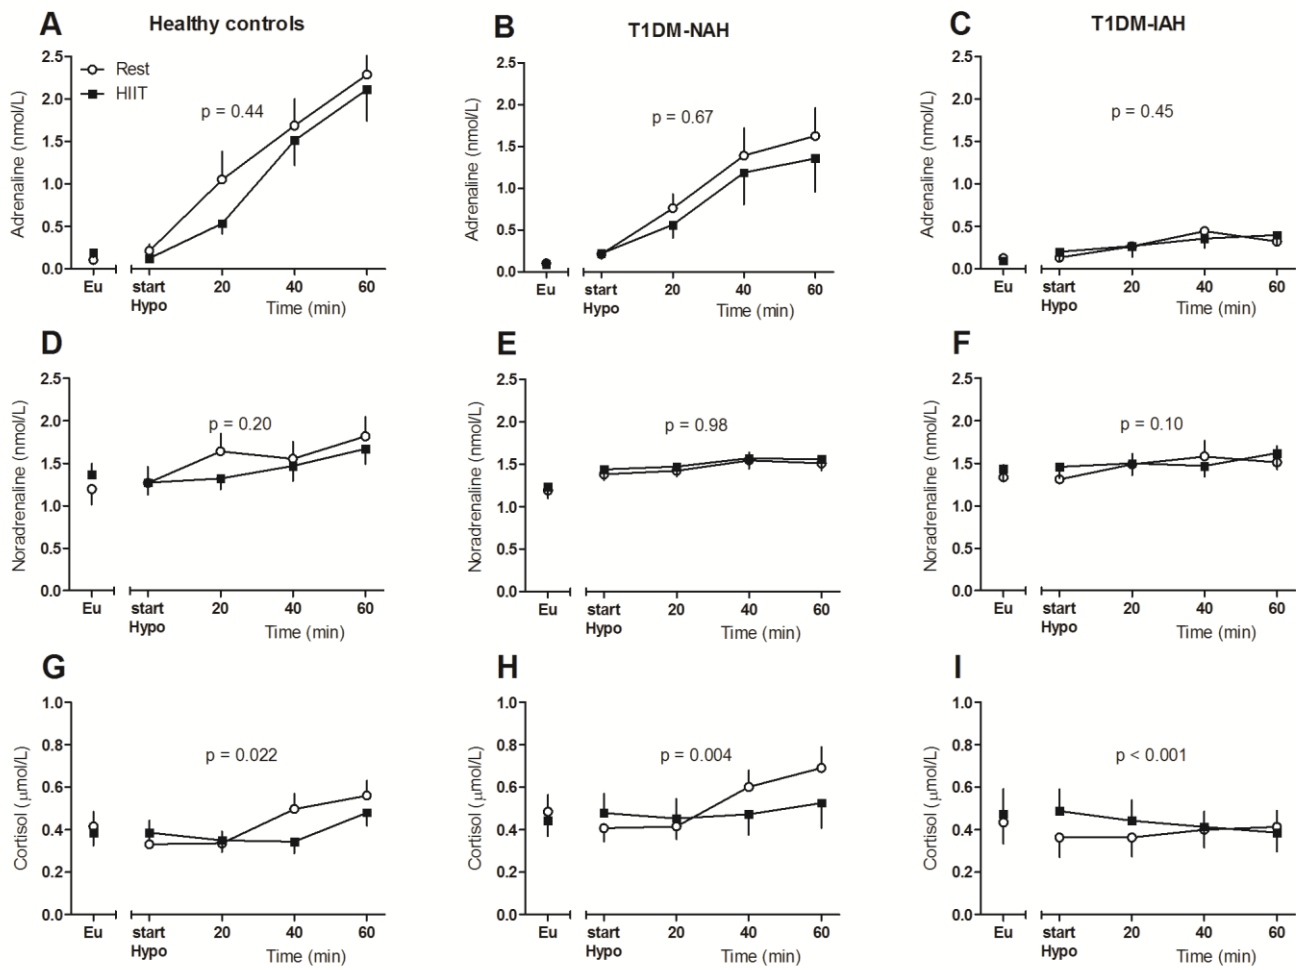 A Healthy controls
Adrenaline (nmol/L)
2.5
2.0
1.5
1.0
0.5
0.0
Rest
HIIT
p = 0.44
Eu
start
Hypo
20
40
60
Time (min)
B T1DM-NAH
Adrenaline (nmol/L)
2.5
2.0
1.5
1.0
0.5
0.0
p = 0.67
Eu
start
Hypo
20
40
60
Time (min)
C T1DM-IAH
Adrenaline (nmol/L)
2.5
2.0
1.5
1.0
0.5
0.0
p = 0.45
Eu
start
Hypo
20
40
60
Time (min)
D
Noradrenaline (nmol/L)
2.5
2.0
1.5
1.0
0.5
0.0
p = 0.20
Eu
start
Hypo
20
40
60
Time (min)
E
Noradrenaline (nmol/L)
2.5
2.0
1.5
1.0
0.5
0.0
p = 0.98
Eu
start
Hypo
20
40
60
Time (min)
F
Noradrenaline (nmol/L)
2.5
2.0
1.5
1.0
0.5
0.0
p = 0.10
Eu
start
Hypo
20
40
60
Time (min)
G
Cortisol (μmol/L)
1.0
0.8
0.6
0.4
0.2
0.0
p = 0.022
Eu
start
Hypo
20
40
60
Time (min)
H
Cortisol (μmol/L)
1.0
0.8
0.6
0.4
0.2
0.0
p = 0.004
Eu
start
Hypo
20
40
60
Time (min)
I
Cortisol (μmol/L)
1.0
0.8
0.6
0.4
0.2
0.0
p < 0.001
Eu
start
Hypo
20
40
60
Time (min)